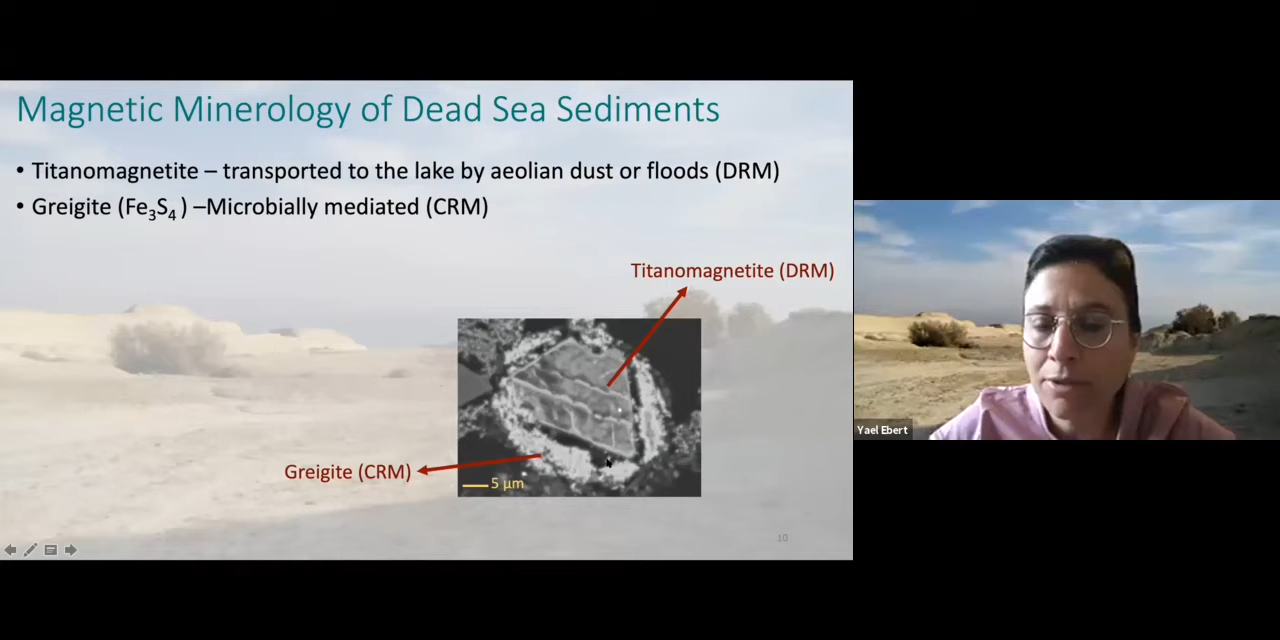 Magnetic Minerology of Dead Sea Sediments
• Titanomagnetite – transported to the lake by aeolian dust or floods (DRM)
• Greigite (Fe₃S₄ ) –Microbially mediated (CRM)
Titanomagnetite (DRM)
Greigite (CRM)
5 µm
10
Yael Ebert